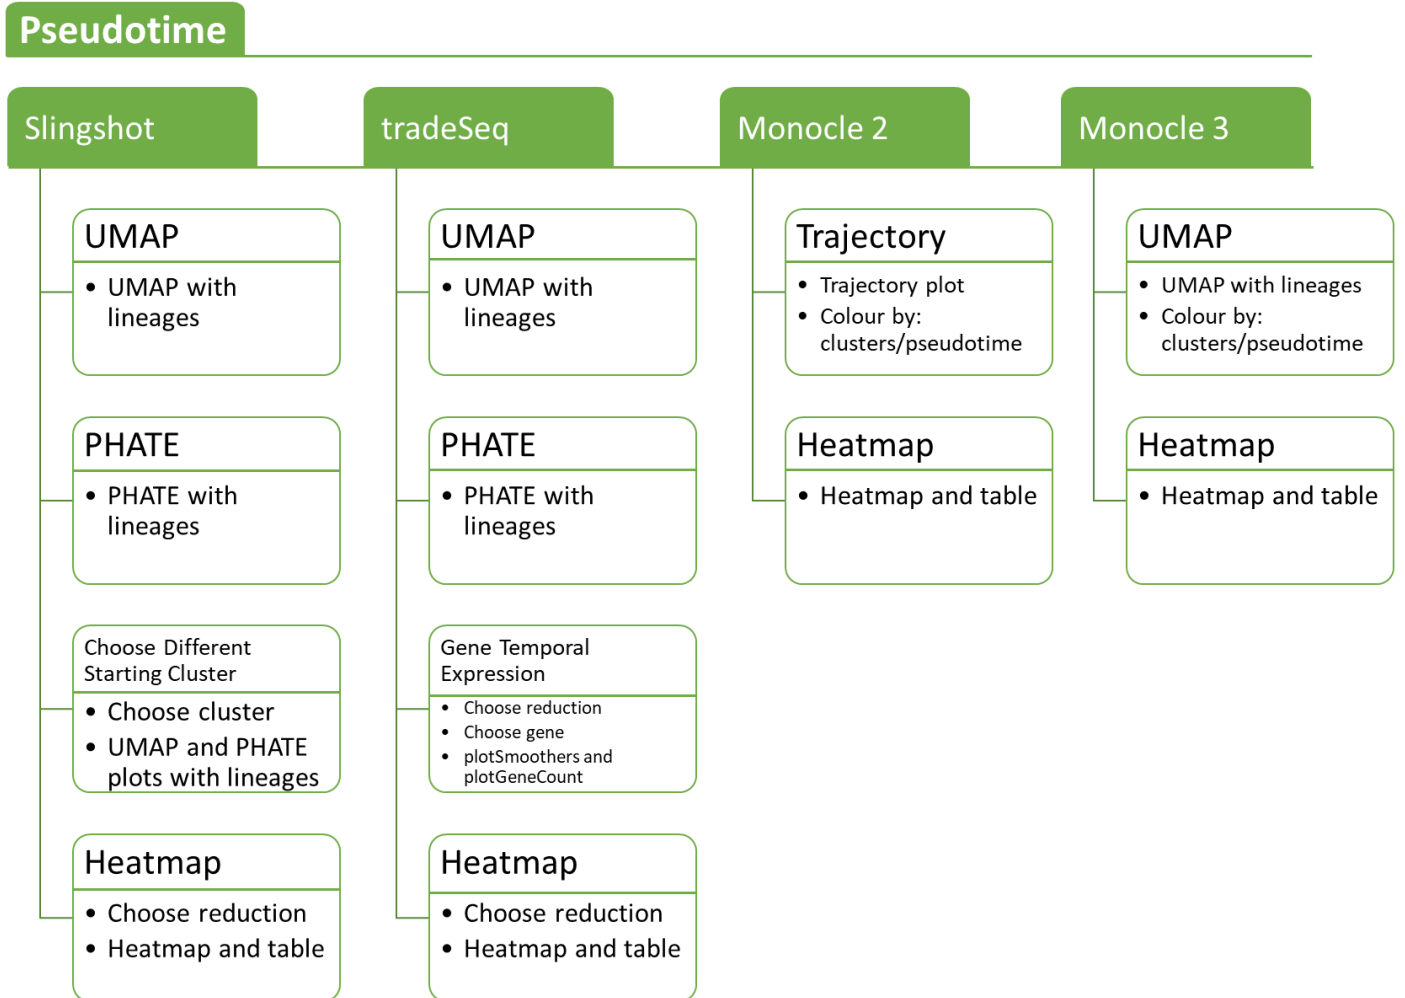 Pseudotime
Slingshot
UMAP
• UMAP with
lineages
PHATE
• PHATE with
lineages
Choose Different
Starting Cluster
• Choose cluster
• UMAP and PHATE
plots with lineages
Heatmap
• Choose reduction
• Heatmap and table
tradeSeq
UMAP
• UMAP with
lineages
PHATE
• PHATE with
lineages
Gene Temporal
Expression
• Choose reduction
• Choose gene
• plotSmoothers and
plotGeneCount
Heatmap
• Choose reduction
• Heatmap and table
Monocle 2
Trajectory
• Trajectory plot
• Colour by:
clusters/pseudotime
Heatmap
• Heatmap and table
Monocle 3
UMAP
• UMAP with lineages
• Colour by:
clusters/pseudotime
Heatmap
• Heatmap and table